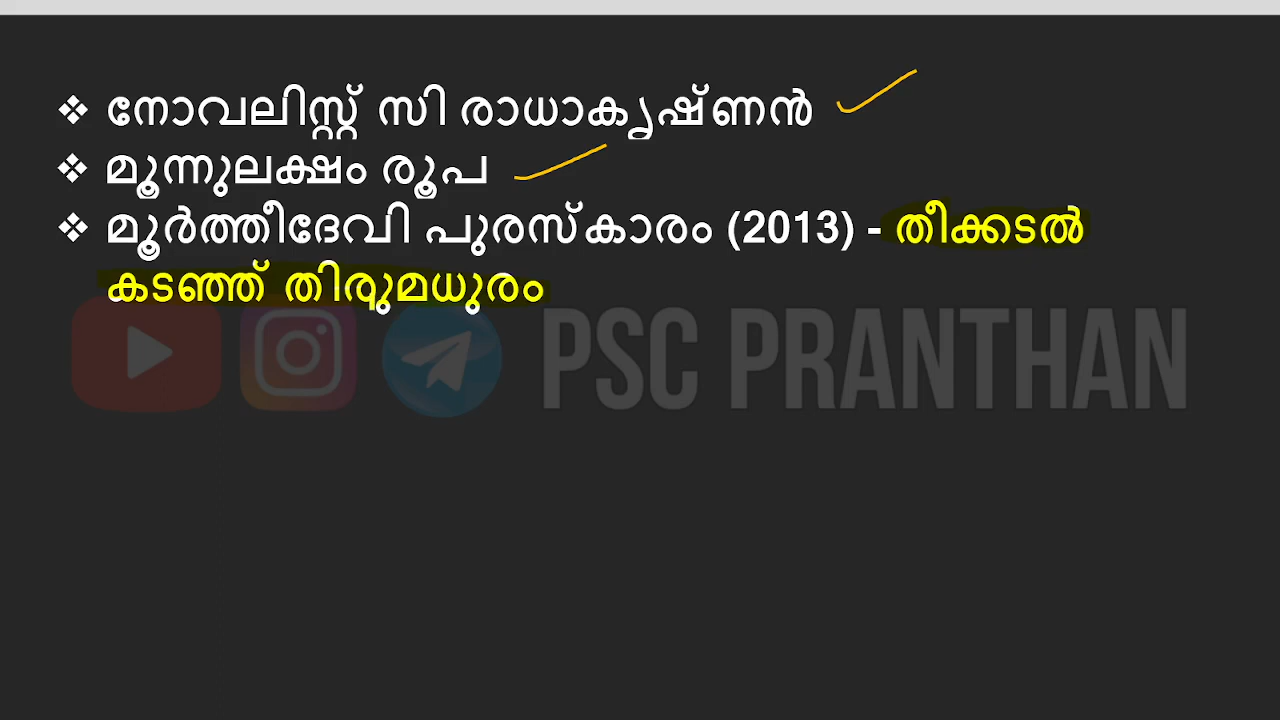 ❖ നോവലിസ്റ്റ് സി രാധാകൃഷ്ണൻ
❖ മൂന്നുലക്ഷം രൂപ
❖ മൂർത്തീദേവി പുരസ്കാരം (2013) - തീക്കടൽ
കടഞ്ഞ് തിരുമധുരം
PSC PRANTHAN